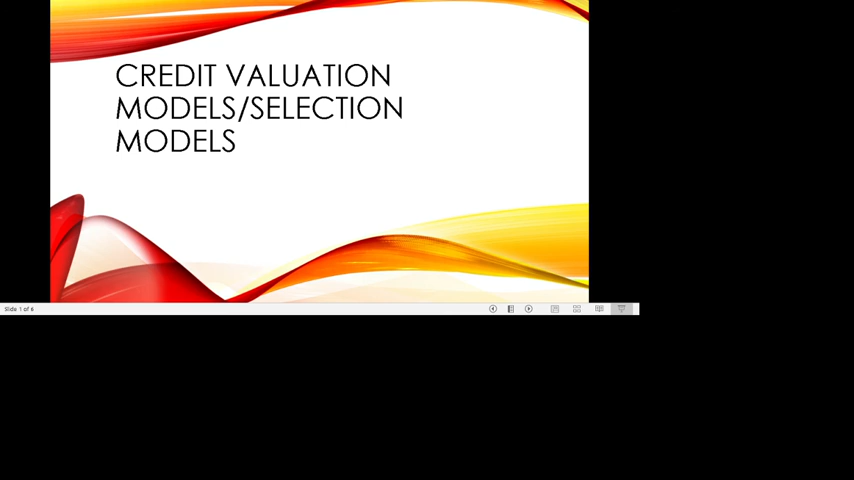 CREDIT VALUATION
MODELS/SELECTION
MODELS
Slide 1 of 6